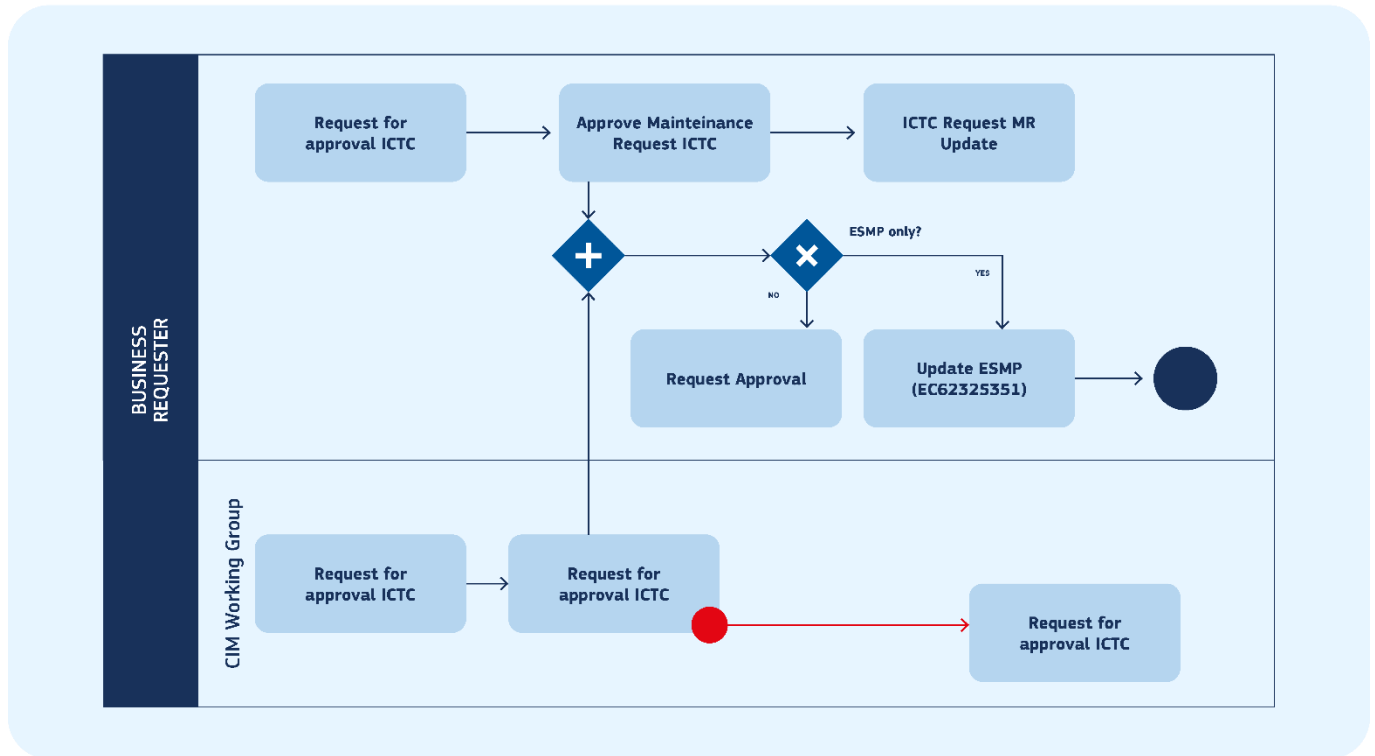 BUSINESS
REQUESTER
Request for
approval ICTC
Approve Mainteinance
Request ICTC
ICTC Request MR
Update
ESMP only?
YES
NO
Request Approval
Update ESMP
(EC62325351)
CIM Working Group
Request for
approval ICTC
Request for
approval ICTC
Request for
approval ICTC